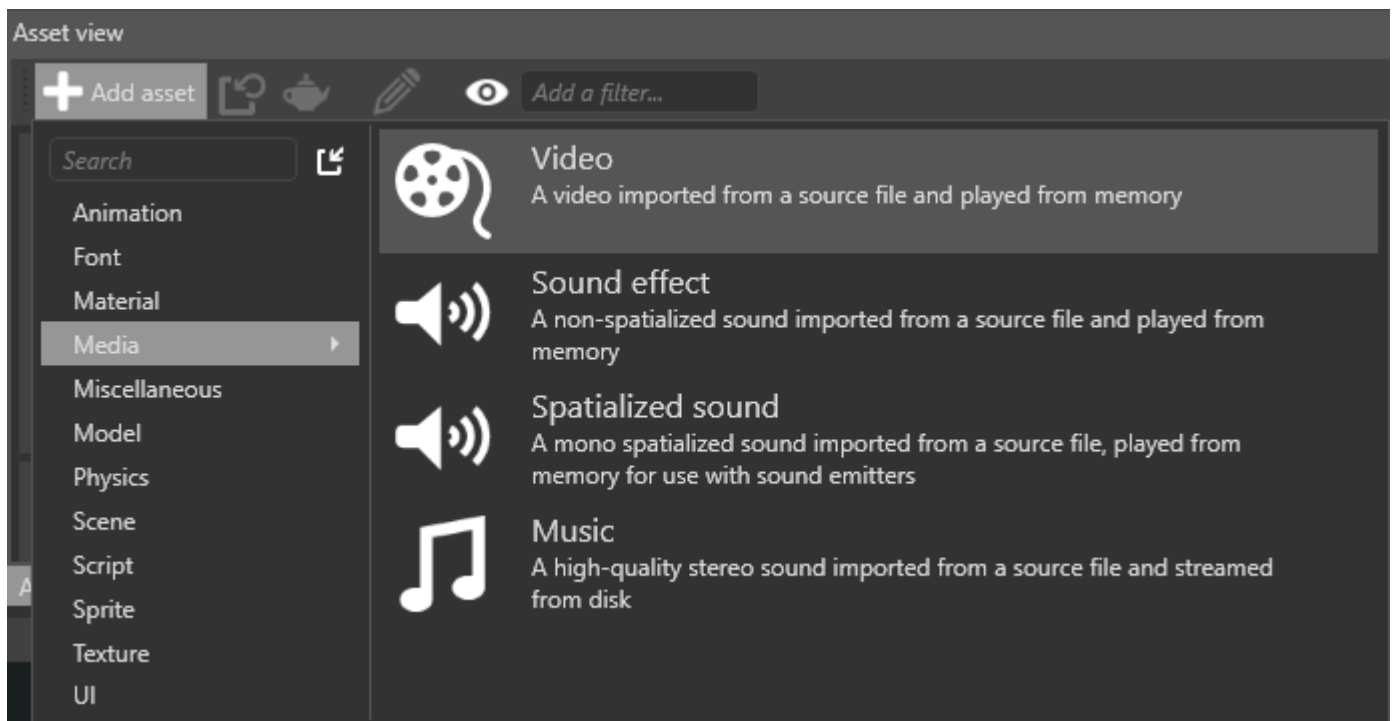 Asset view
Add asset
Add a filter...
Search
Animation
Font
Material
Media
Miscellaneous
Model
Physics
Scene
Script
Sprite
Texture
UI
Video
A video imported from a source file and played from memory
Sound effect
A non-spatialized sound imported from a source file and played from
memory
Spatialized sound
A mono spatialized sound imported from a source file, played from
memory for use with sound emitters
Music
A high-quality stereo sound imported from a source file and streamed
from disk